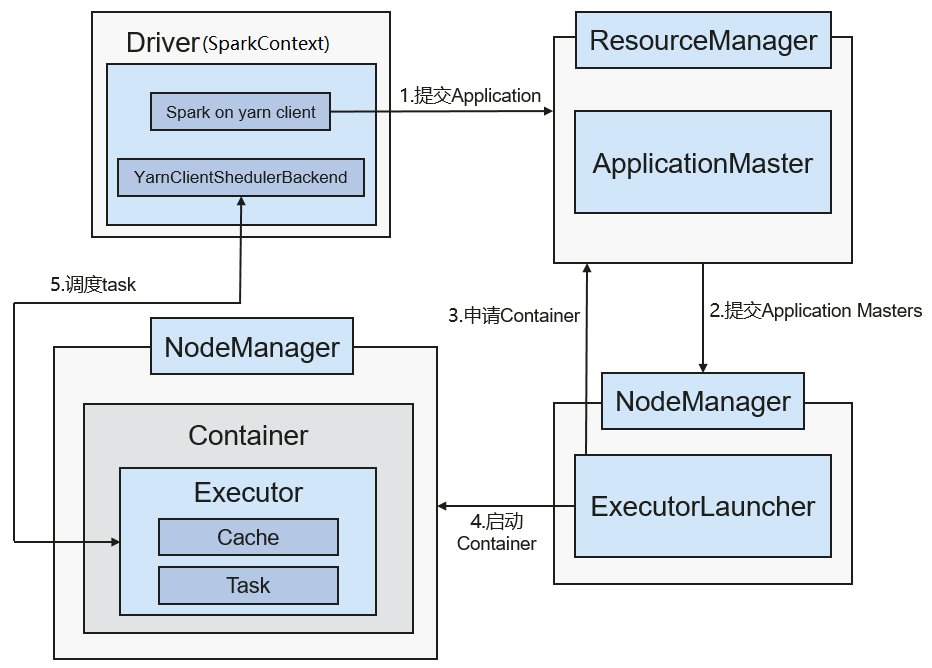 Driver(SparkContext)
Spark on yarn client
YarnClientShedulerBackend
1.提交Application
ResourceManager
ApplicationMaster
5.调度task
3.申请Container
2.提交Application Masters
NodeManager
Container
Executor
Cache
Task
4.启动
Container
NodeManager
ExecutorLauncher